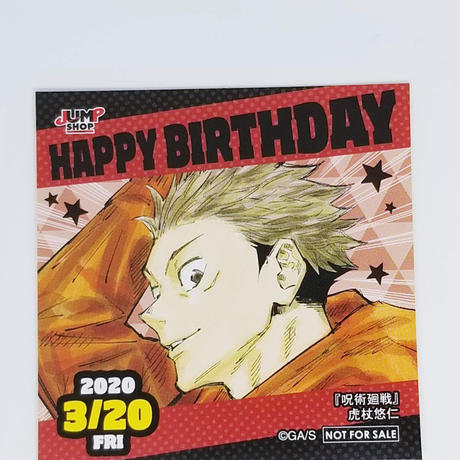 JUMP
SHOP
HAPPY BIRTHDAY
2020
3/20
FRI
『呪術廻戦』
虎杖悠仁
©GA/S NOT FOR SALE